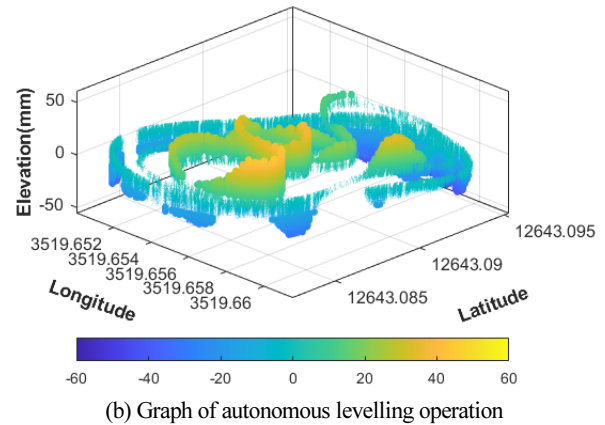 Elevation(mm)
50
0
-50
3519.652
3519.654
3519.656
3519.658
3519.66
Longitude
12643.095
12643.09
12643.085
Latitude
-60 -40 -20 0 20 40 60
(b) Graph of autonomous levelling operation